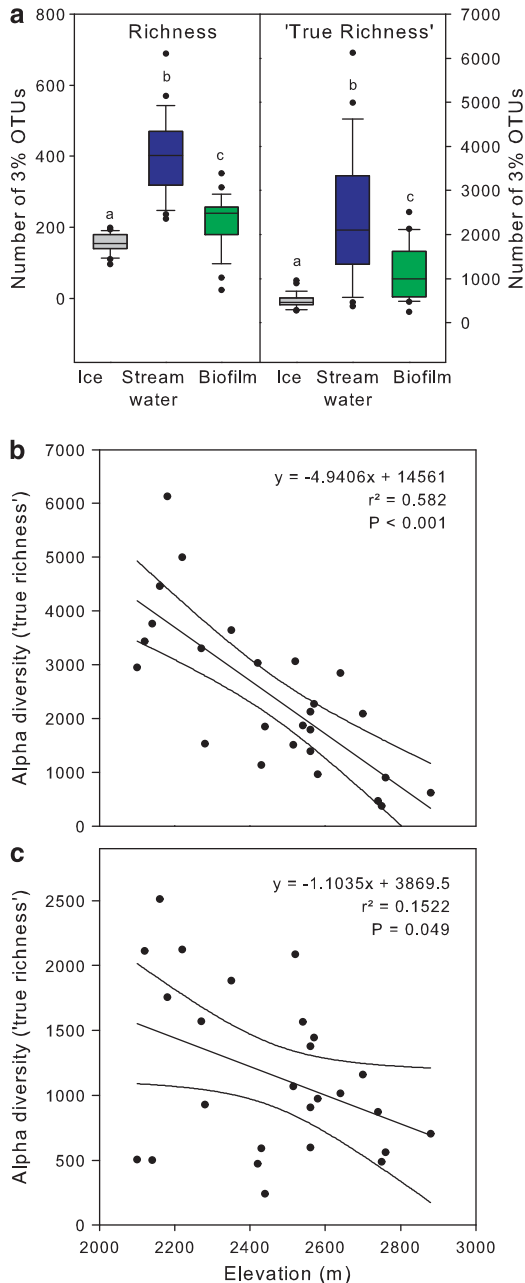 a
Richness
'True Richness'
Number of 3% OTUs
800
600
400
200
0
a
b
c
a
b
c
7000
6000
5000
4000
3000
2000
1000
0
Number of 3% OTUs
Ice
Stream water
Biofilm
Ice
Stream water
Biofilm
b
Alpha diversity ('true richness')
7000
6000
5000
4000
3000
2000
1000
0
y = -4.9406x + 14561
r² = 0.582
P < 0.001
c
Alpha diversity ('true richness')
2500
2000
1500
1000
500
0
y = -1.1035x + 3869.5
r² = 0.1522
P = 0.049
2000
2200
2400
2600
2800
3000
Elevation (m)